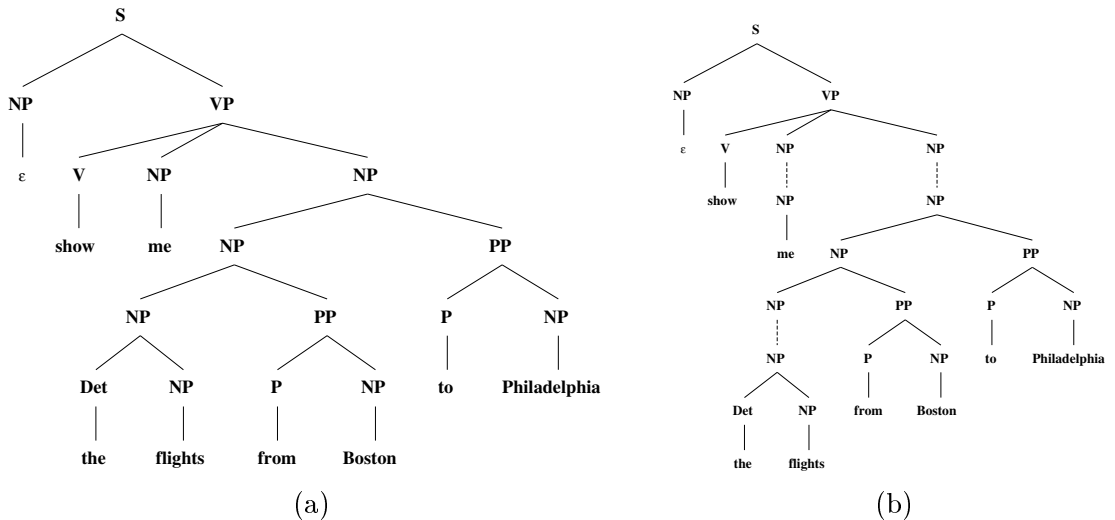 S
NP VP
ε V NP NP
show me NP PP
NP PP P NP
Det NP P NP to Philadelphia
the flights from Boston
(a)
S
NP VP
ε V NP NP
show NP NP
me NP PP
NP PP P NP
NP P NP to Philadelphia
Det NP from Boston
the flights
(b)